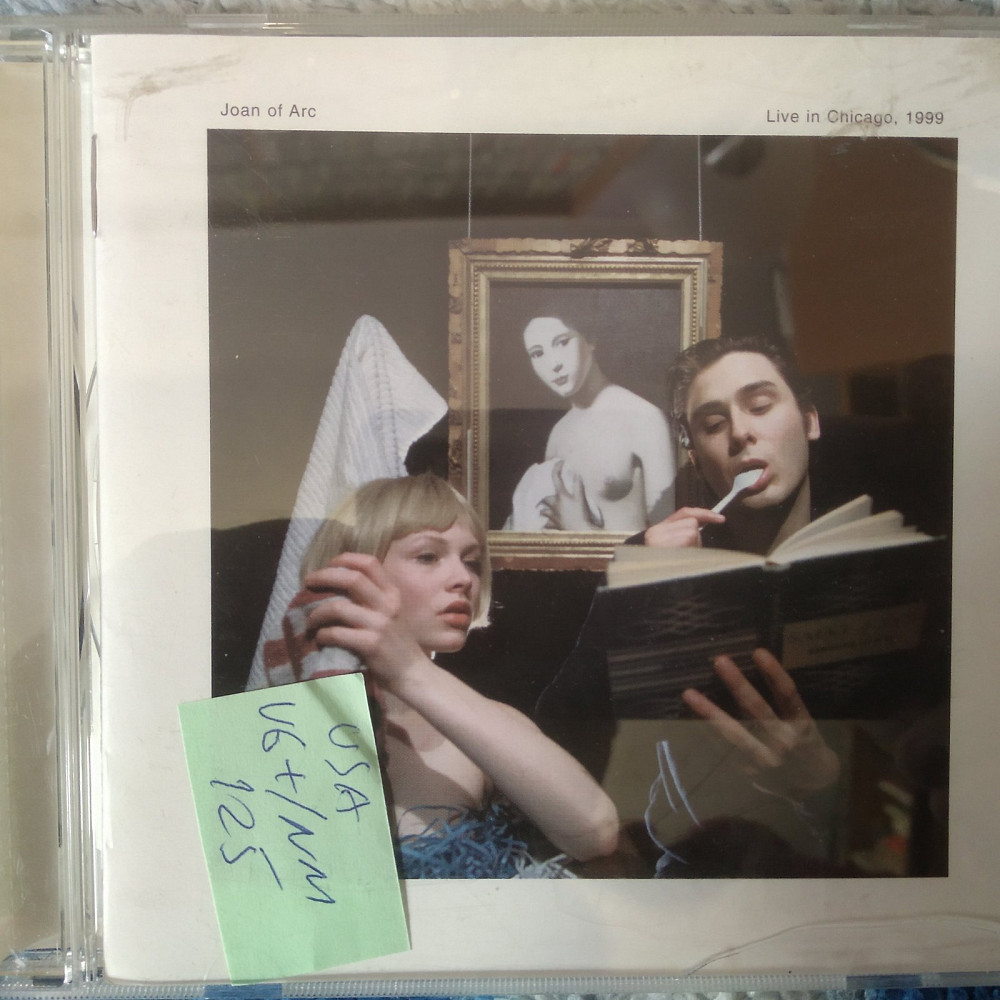 Joan of Arc
Live in Chicago, 1999
USA
VG+/NM
125